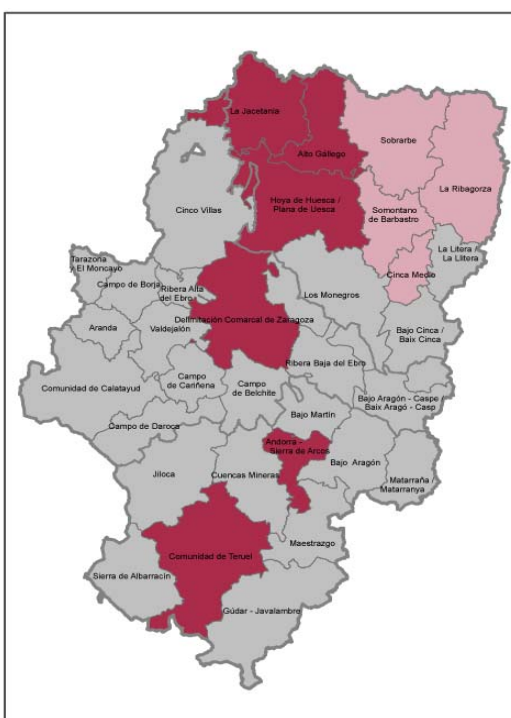 La Jacetania
Alto Gállego
Sobrarbe
La Ribagorza
Hoya de Huesca /
Plana de Uesca
Cinco Villas
Somontano
de Barbastro
La Litera /
La Llitera
Cinca Medio
Tarazona
y El Moncayo
Campo de Borja
Ribera Alta
del Ebro
Los Monegros
Delimitación Comarcal de Zaragoza
Aranda
Valdejalón
Bajo Cinca /
Baix Cinca
Ribera Baja del Ebro
Comunidad de Calatayud
Campo
de Cariñena
Campo
de Belchite
Bajo Aragón - Caspe /
Baix Aragó - Casp
Bajo Martín
Campo de Daroca
Andorra -
Sierra de Arcos
Bajo Aragón
Jiloca
Cuencas Mineras
Matarraña /
Matarranya
Maestrazgo
Comunidad de Teruel
Sierra de Albarracín
Gúdar - Javalambre